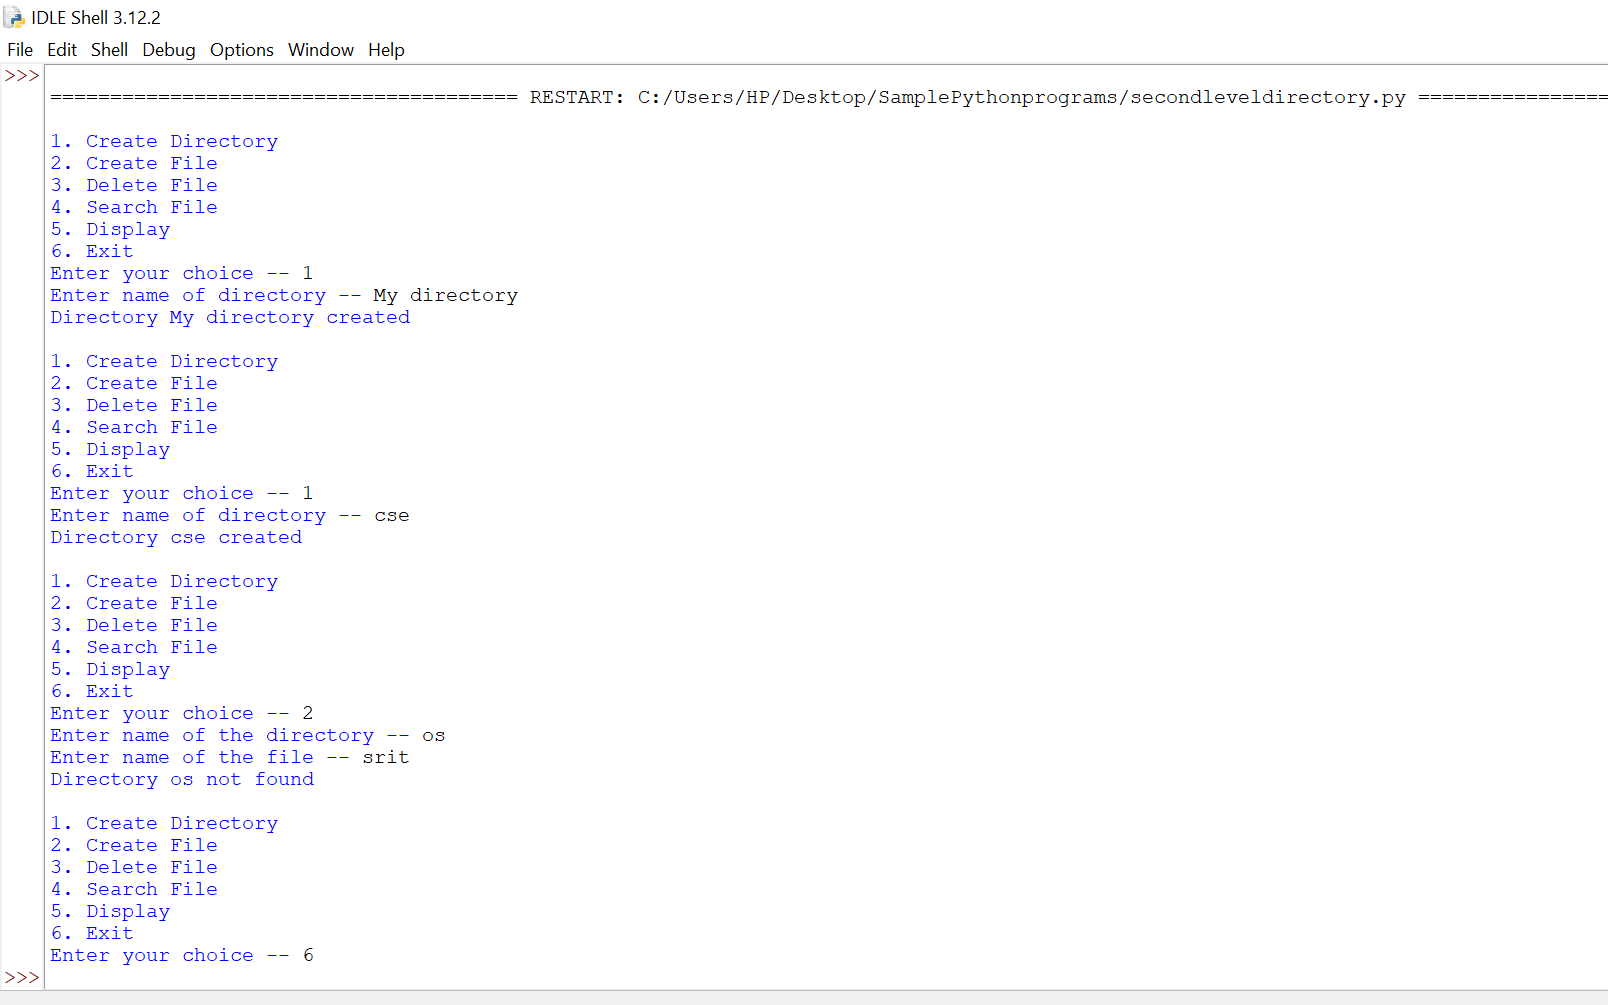 IDLE Shell 3.12.2
File Edit Shell Debug Options Window Help
>>>
======================================= RESTART: C:/Users/HP/Desktop/SamplePythonprograms/secondleveldirectory.py ================
1. Create Directory
2. Create File
3. Delete File
4. Search File
5. Display
6. Exit
Enter your choice -- 1
Enter name of directory -- My directory
Directory My directory created
1. Create Directory
2. Create File
3. Delete File
4. Search File
5. Display
6. Exit
Enter your choice -- 1
Enter name of directory -- cse
Directory cse created
1. Create Directory
2. Create File
3. Delete File
4. Search File
5. Display
6. Exit
Enter your choice -- 2
Enter name of the directory -- os
Enter name of the file -- srit
Directory os not found
1. Create Directory
2. Create File
3. Delete File
4. Search File
5. Display
6. Exit
Enter your choice -- 6
>>>